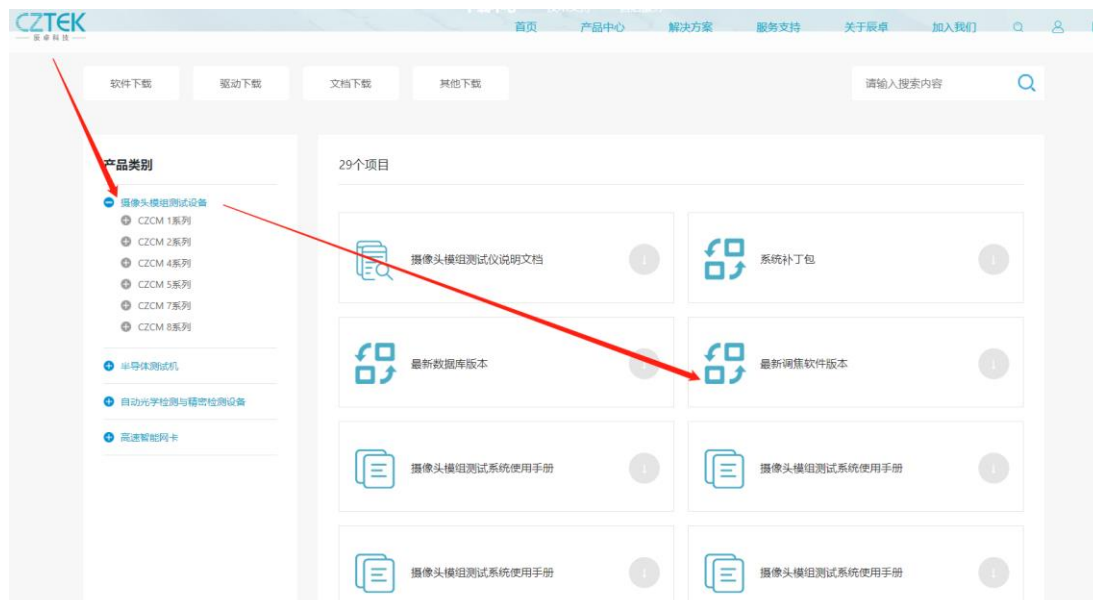 CZTEK
辰卓科技
首页 产品中心 解决方案 服务支持 关于辰卓 加入我们
软件下载 驱动下载 文档下载 其他下载 请输入搜索内容
产品类别
摄像头模组测试设备
CZCM 1系列
CZCM 2系列
CZCM 4系列
CZCM 5系列
CZCM 7系列
CZCM 8系列
半导体测试机
自动光学检测与精密检测设备
高速智能网卡
29个项目
摄像头模组测试仪说明文档 系统补丁包
最新数据库版本 最新调焦软件版本
摄像头模组测试系统使用手册 摄像头模组测试系统使用手册
摄像头模组测试系统使用手册 摄像头模组测试系统使用手册